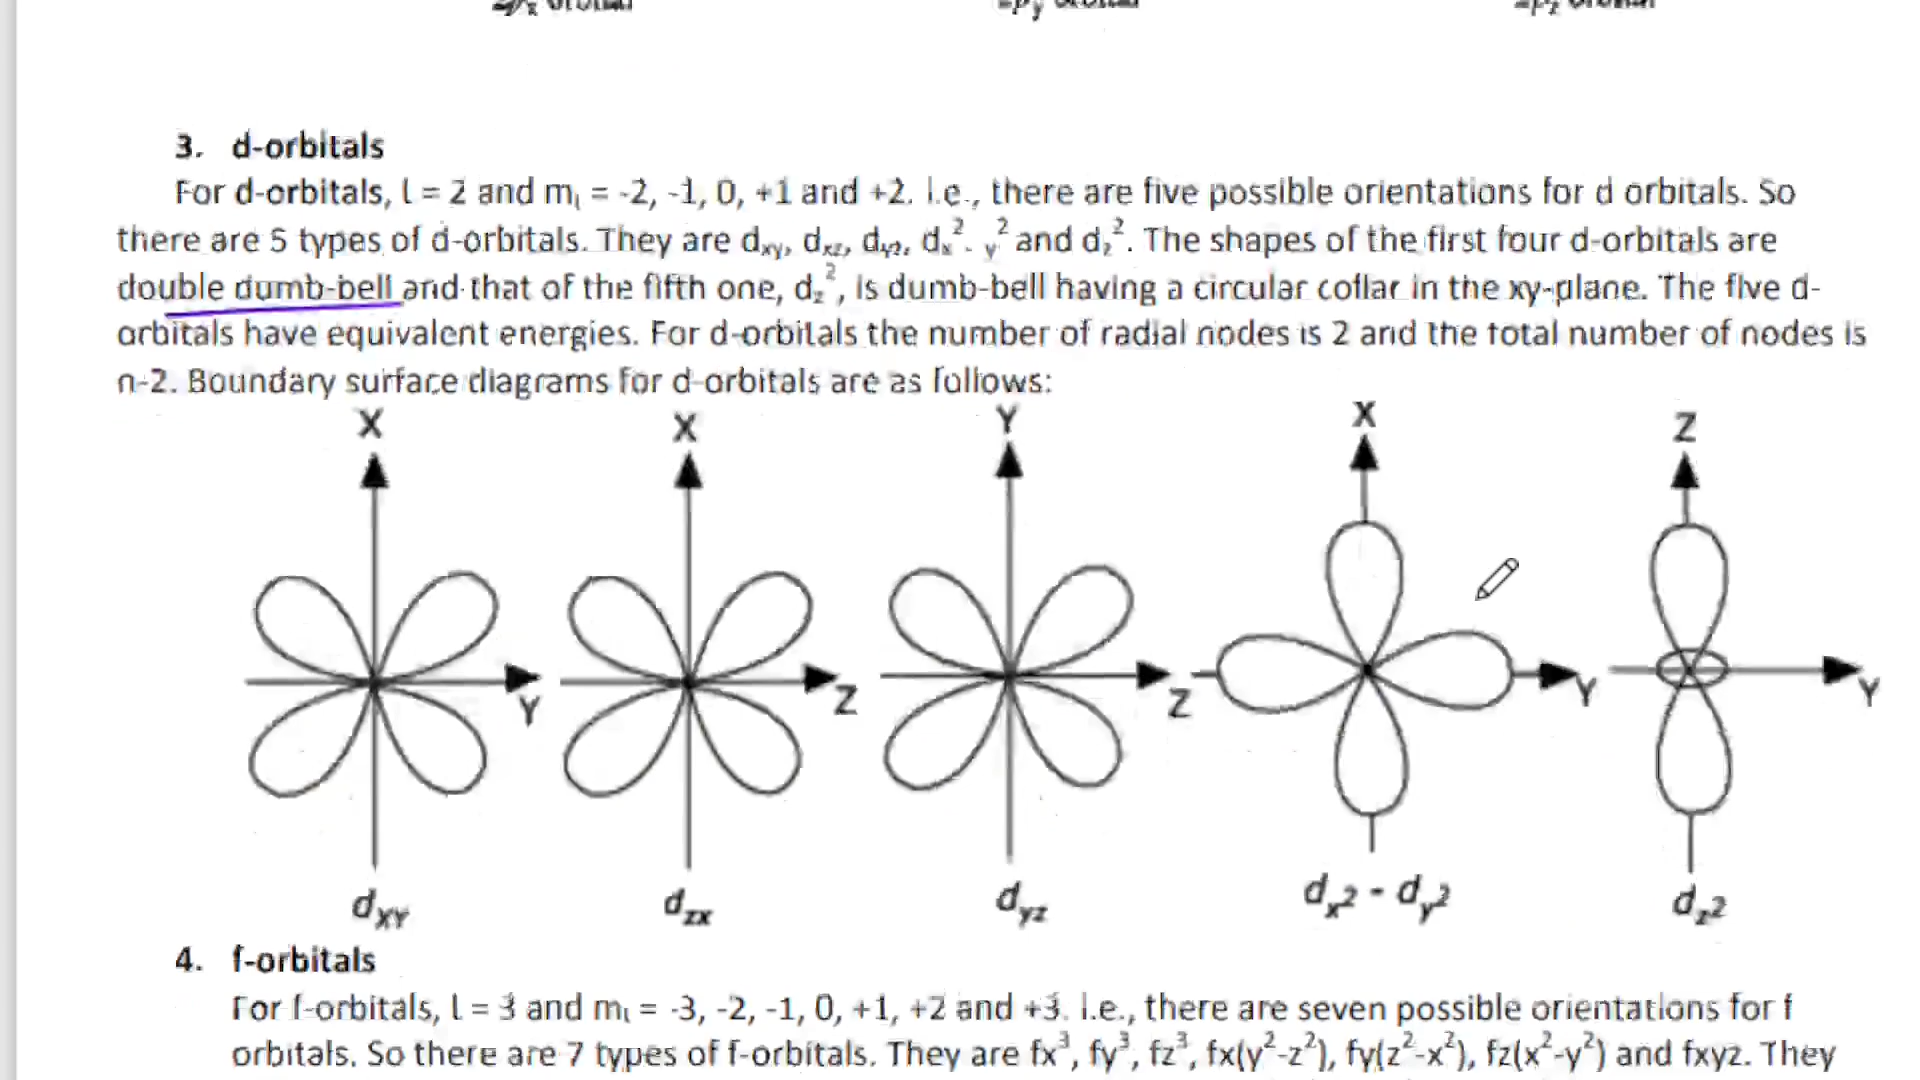 3. d-orbitals
For d-orbitals, l = 2 and mₗ = -2, -1, 0, +1 and +2. i.e., there are five possible orientations for d orbitals. So
there are 5 types of d-orbitals. They are dxy, dxz, dyz, dx²-y² and dz². The shapes of the first four d-orbitals are
double dumb-bell and that of the fifth one, dz², is dumb-bell having a circular collar in the xy-plane. The five d-
orbitals have equivalent energies. For d-orbitals the number of radial nodes is 2 and the total number of nodes is
n-2. Boundary surface diagrams for d-orbitals are as follows:
X X Y X Z
Y Z Z Y Y
dXY dzx dyz dx² - dy² dz²
4. f-orbitals
For f-orbitals, l = 3 and mₗ = -3, -2, -1, 0, +1, +2 and +3. i.e., there are seven possible orientations for f
orbitals. So there are 7 types of f-orbitals. They are fx³, fy³, fz³, fx(y²-z²), fy(z²-x²), fz(x²-y²) and fxyz. They